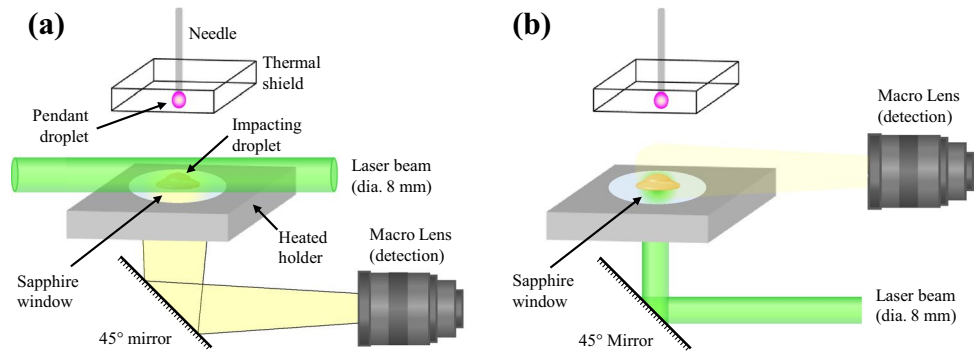 (a)
Needle
Thermal
shield
Pendant
droplet
Impacting
droplet
Laser beam
(dia. 8 mm)
Heated
holder
Macro Lens
(detection)
Sapphire
window
45° mirror
(b)
Macro Lens
(detection)
Sapphire
window
Laser beam
(dia. 8 mm)
45° Mirror